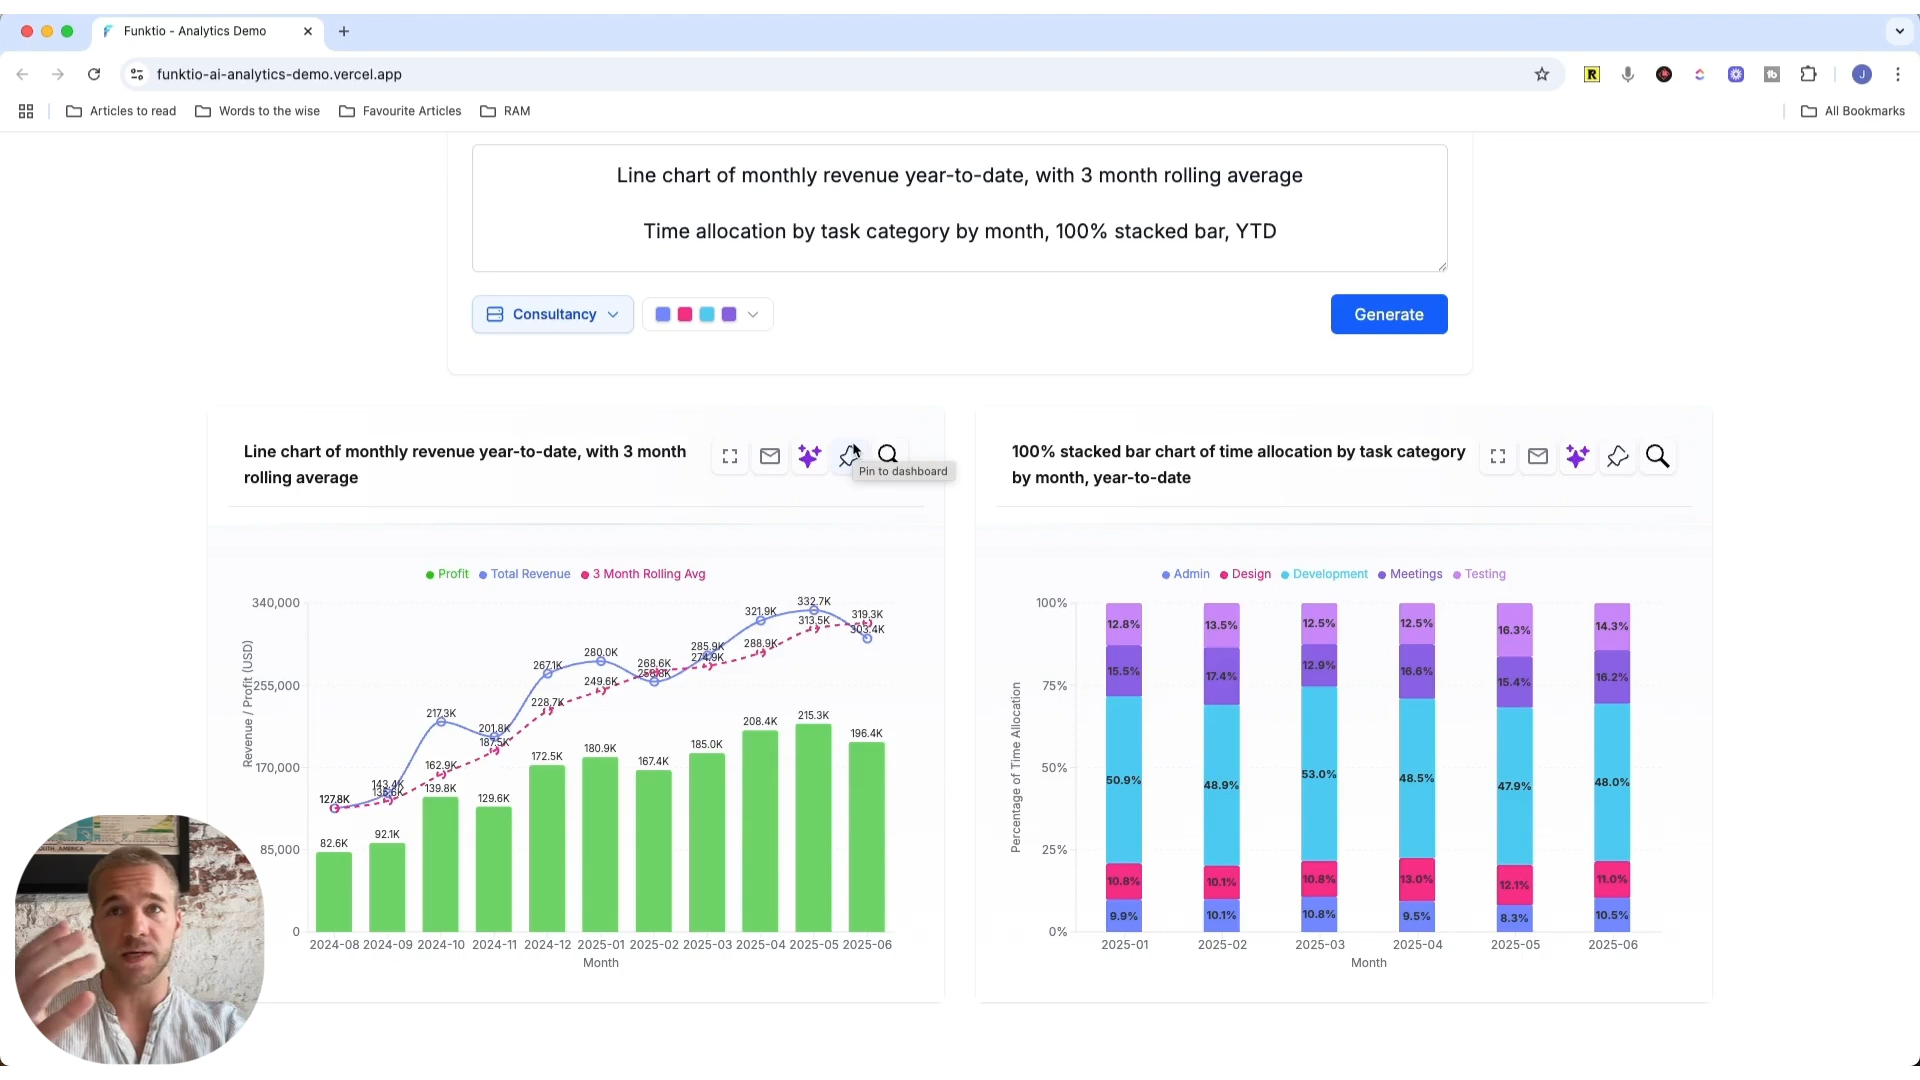 Funktio - Analytics Demo
funktio-ai-analytics-demo.vercel.app
Articles to read
Words to the wise
Favourite Articles
RAM
All Bookmarks
Line chart of monthly revenue year-to-date, with 3 month rolling average
Time allocation by task category by month, 100% stacked bar, YTD
Consultancy
Generate
Line chart of monthly revenue year-to-date, with 3 month
rolling average
Pin to dashboard
Profit Total Revenue 3 Month Rolling Avg
Revenue / Profit (USD)
340,000
255,000
170,000
85,000
0
127.8K
143.4K
217.3K
162.9K
201.8K
187.5K
267.1K
228.7K
280.0K
249.6K
268.6K
285.9K
274.9K
321.9K
288.9K
332.7K
313.5K
319.3K
303.4K
82.6K
92.1K
139.8K
129.6K
172.5K
180.9K
167.4K
185.0K
208.4K
215.3K
196.4K
2024-08 2024-09 2024-10 2024-11 2024-12 2025-01 2025-02 2025-03 2025-04 2025-05 2025-06
Month
100% stacked bar chart of time allocation by task category
by month, year-to-date
Admin Design Development Meetings Testing
Percentage of Time Allocation
100%
75%
50%
25%
0%
12.8% 13.5% 12.5% 12.5% 16.3% 14.3%
15.5% 17.4% 12.9% 16.6% 15.4% 16.2%
50.9% 48.9% 53.0% 48.5% 47.9% 48.0%
10.8% 10.1% 10.8% 13.0% 12.1% 11.0%
9.9% 10.1% 10.8% 9.5% 8.3% 10.5%
2025-01 2025-02 2025-03 2025-04 2025-05 2025-06
Month